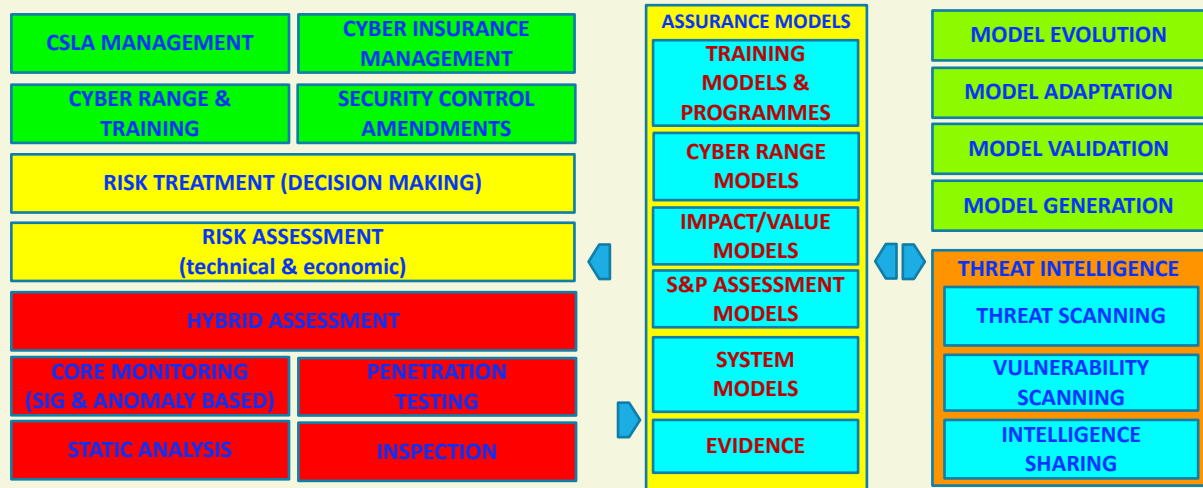 CSLA MANAGEMENT
CYBER INSURANCE
MANAGEMENT
CYBER RANGE &
TRAINING
SECURITY CONTROL
AMENDMENTS
RISK TREATMENT (DECISION MAKING)
RISK ASSESSMENT
(technical & economic)
HYBRID ASSESSMENT
CORE MONITORING
(SIG & ANOMALY BASED)
PENETRATION
TESTING
STATIC ANALYSIS
INSPECTION
ASSURANCE MODELS
TRAINING
MODELS &
PROGRAMMES
CYBER RANGE
MODELS
IMPACT/VALUE
MODELS
S&P ASSESSMENT
MODELS
SYSTEM
MODELS
EVIDENCE
MODEL EVOLUTION
MODEL ADAPTATION
MODEL VALIDATION
MODEL GENERATION
THREAT INTELLIGENCE
THREAT SCANNING
VULNERABILITY
SCANNING
INTELLIGENCE
SHARING